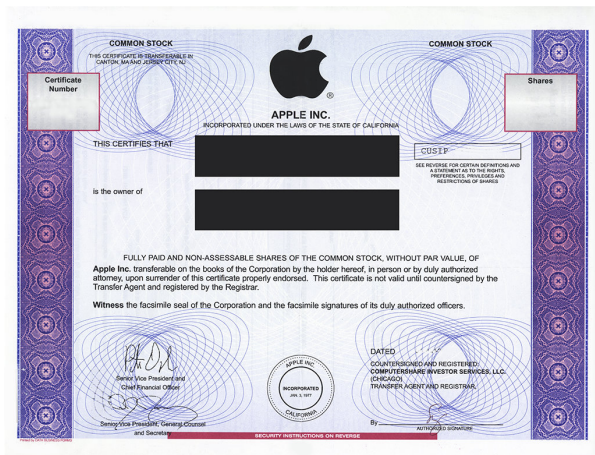 COMMON STOCK
COMMON STOCK
THIS CERTIFICATE IS TRANSFERABLE IN
CANTON, MA AND JERSEY CITY, NJ
Certificate
Number
Shares
®
APPLE INC.
INCORPORATED UNDER THE LAWS OF THE STATE OF CALIFORNIA
THIS CERTIFIES THAT
CUSIP
SEE REVERSE FOR CERTAIN DEFINITIONS AND
A STATEMENT AS TO THE RIGHTS,
PREFERENCES, PRIVILEGES AND
RESTRICTIONS OF SHARES
is the owner of
FULLY PAID AND NON-ASSESSABLE SHARES OF THE COMMON STOCK, WITHOUT PAR VALUE, OF
Apple Inc. transferable on the books of the Corporation by the holder hereof, in person or by duly authorized
attorney, upon surrender of this certificate properly endorsed. This certificate is not valid until countersigned by the
Transfer Agent and registered by the Registrar.
Witness the facsimile seal of the Corporation and the facsimile signatures of its duly authorized officers.
Senior Vice President and
Chief Financial Officer
Senior Vice President, General Counsel
and Secretary
APPLE INC.
INCORPORATED
JAN. 3, 1977
CALIFORNIA
DATED
COUNTERSIGNED AND REGISTERED:
COMPUTERSHARE INVESTOR SERVICES, LLC.
(CHICAGO)
TRANSFER AGENT AND REGISTRAR,
By
AUTHORIZED SIGNATURE
SECURITY INSTRUCTIONS ON REVERSE